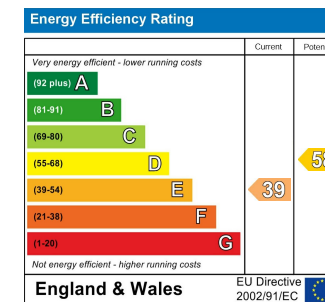 Energy Efficiency Rating
Current
Very energy efficient - lower running costs
(92 plus) A
(81-91) B
(69-80) C
(55-68) D
(39-54) E
39
(21-38) F
(1-20) G
Not energy efficient - higher running costs
England & Wales
EU Directive
2002/91/EC